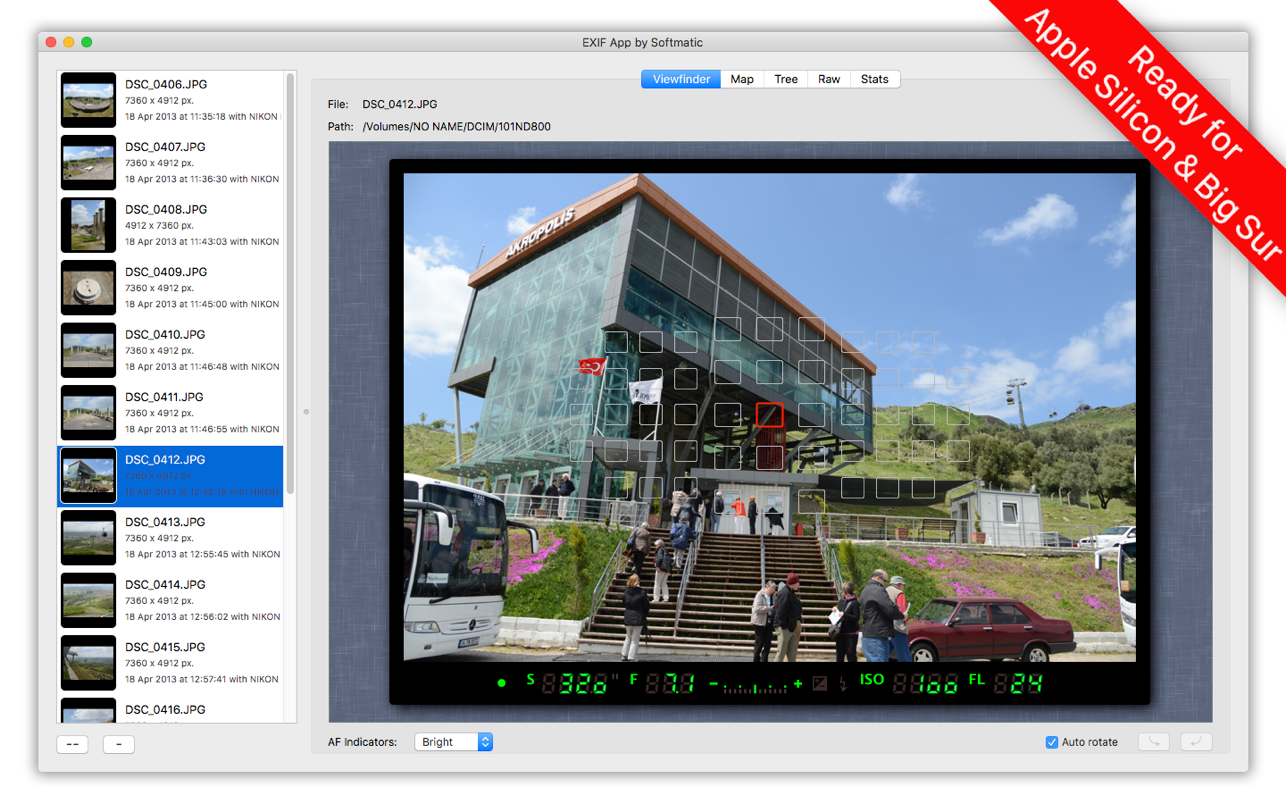 EXIF App by Softmatic
Ready for
Apple Silicon & Big Sur
DSC_0406.JPG
7360 x 4912 px.
18 Apr 2013 at 11:35:18 with NIKON
DSC_0407.JPG
7360 x 4912 px.
18 Apr 2013 at 11:36:30 with NIKON
DSC_0408.JPG
4912 x 7360 px.
18 Apr 2013 at 11:43:03 with NIKON
DSC_0409.JPG
7360 x 4912 px.
18 Apr 2013 at 11:45:00 with NIKON
DSC_0410.JPG
7360 x 4912 px.
18 Apr 2013 at 11:46:48 with NIKON
DSC_0411.JPG
7360 x 4912 px.
18 Apr 2013 at 11:46:55 with NIKON
DSC_0412.JPG
7360 x 4912 px.
18 Apr 2013 at with NIKON
DSC_0413.JPG
7360 x 4912 px.
18 Apr 2013 at 12:55:45 with NIKON
DSC_0414.JPG
7360 x 4912 px.
18 Apr 2013 at 12:56:02 with NIKON
DSC_0415.JPG
7360 x 4912 px.
18 Apr 2013 at 12:57:41 with NIKON
DSC_0416.JPG
-- -
Viewfinder Map Tree Raw Stats
File: DSC_0412.JPG
Path: /Volumes/NO NAME/DCIM/101ND800
AKROPOLİS
S 320 " F 7.1 - + ISO 100 FL 24
AF Indicators: Bright Auto rotate